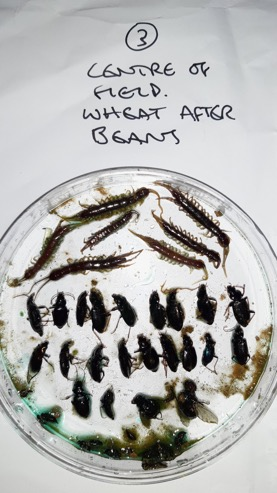 3
CENTRE OF
FIELD.
WHEAT AFTER
BEANS